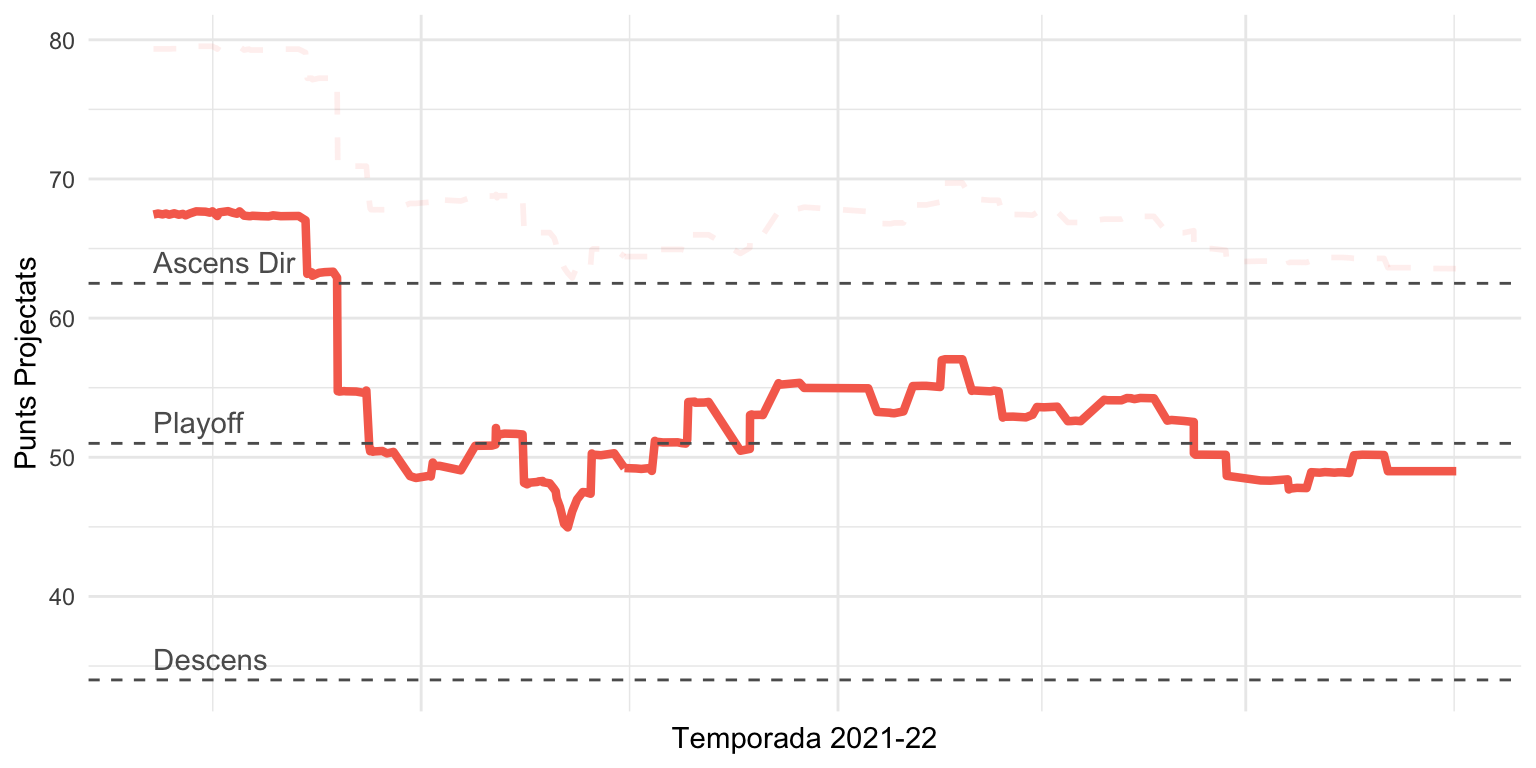 80
70
60
50
40
Punts Projectats
Ascens Dir
Playoff
Descens
Temporada 2021-22